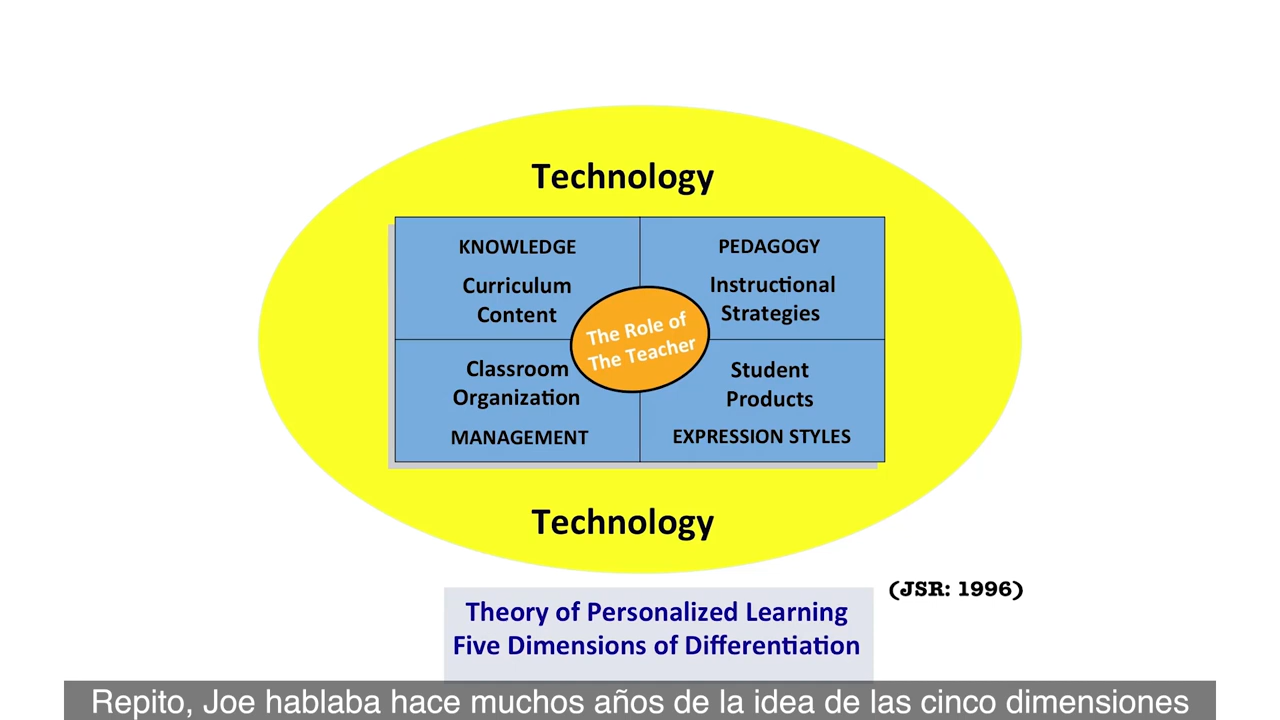 Technology
KNOWLEDGE
Curriculum
Content
PEDAGOGY
Instructional
Strategies
The Role of
The Teacher
Classroom
Organization
MANAGEMENT
Student
Products
EXPRESSION STYLES
Technology
(JSR: 1996)
Theory of Personalized Learning
Five Dimensions of Differentiation
Repito, Joe hablaba hace muchos años de la idea de las cinco dimensiones